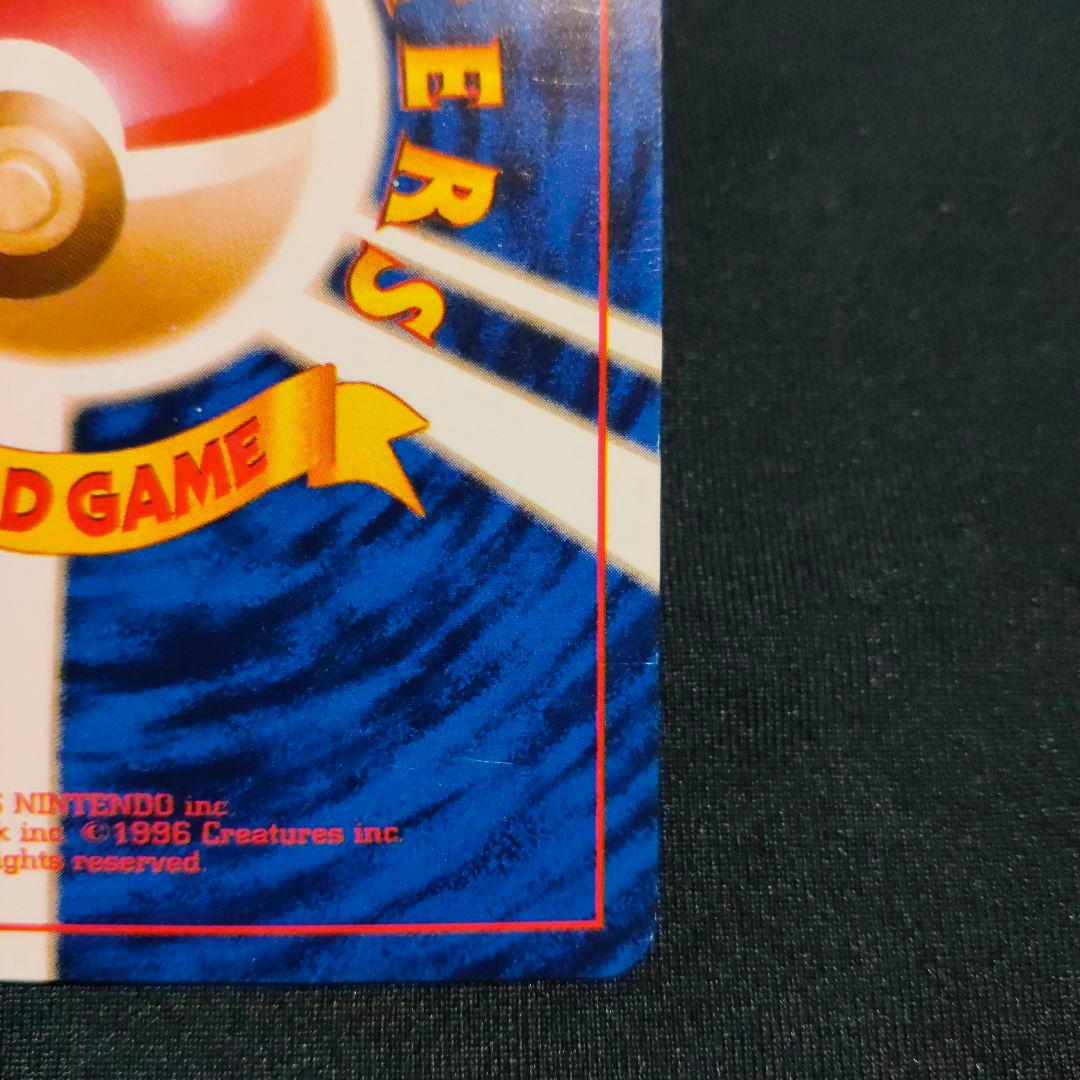 ERS
D GAME
NINTENDO inc.
k inc. ©1996 Creatures inc.
ights reserved.